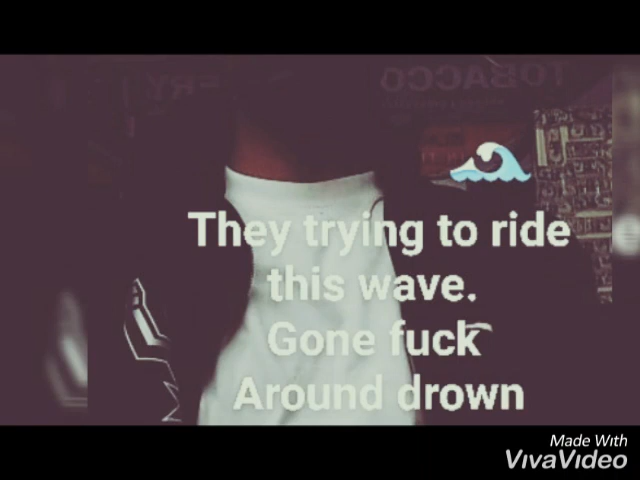 TOBACCO
They trying to ride
this wave.
Gone fuck
Around drown
Made With
VivaVideo